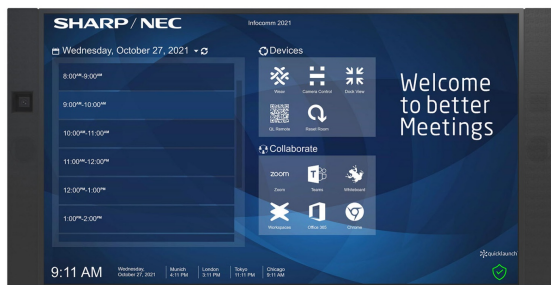 SHARP/NEC
Infocomm 2021
Wednesday, October 27, 2021
8:00AM-9:00AM
9:00AM-10:00AM
10:00AM-11:00AM
11:00AM-12:00PM
12:00PM-1:00PM
1:00PM-2:00PM
Devices
Wave
Camera Control
Dock View
QL Remote
Reset Room
Collaborate
zoom
Zoom
T
Teams
Whiteboard
Workspaces
Office 365
Chrome
Welcome
to better
Meetings
quicklaunch
9:11 AM
Wednesday,
October 27, 2021
Munich
4:11 PM
London
3:11 PM
Tokyo
11:11 PM
Chicago
9:11 AM